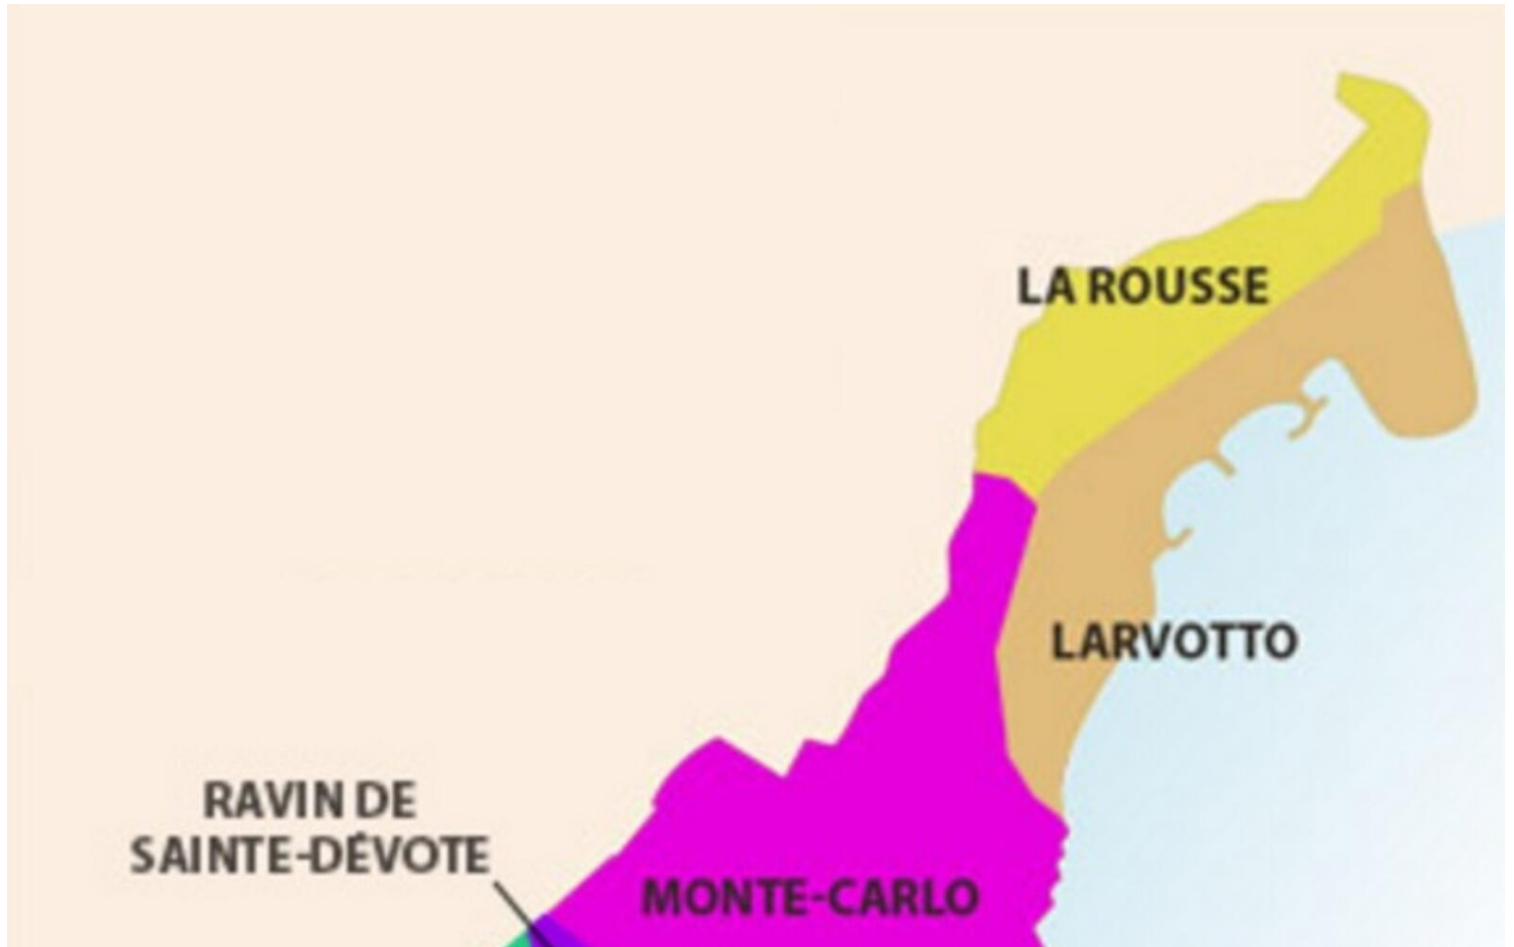 LA ROUSSE
LARVOTTO
RAVIN DE
SAINTE-DÉVOTE
MONTE-CARLO